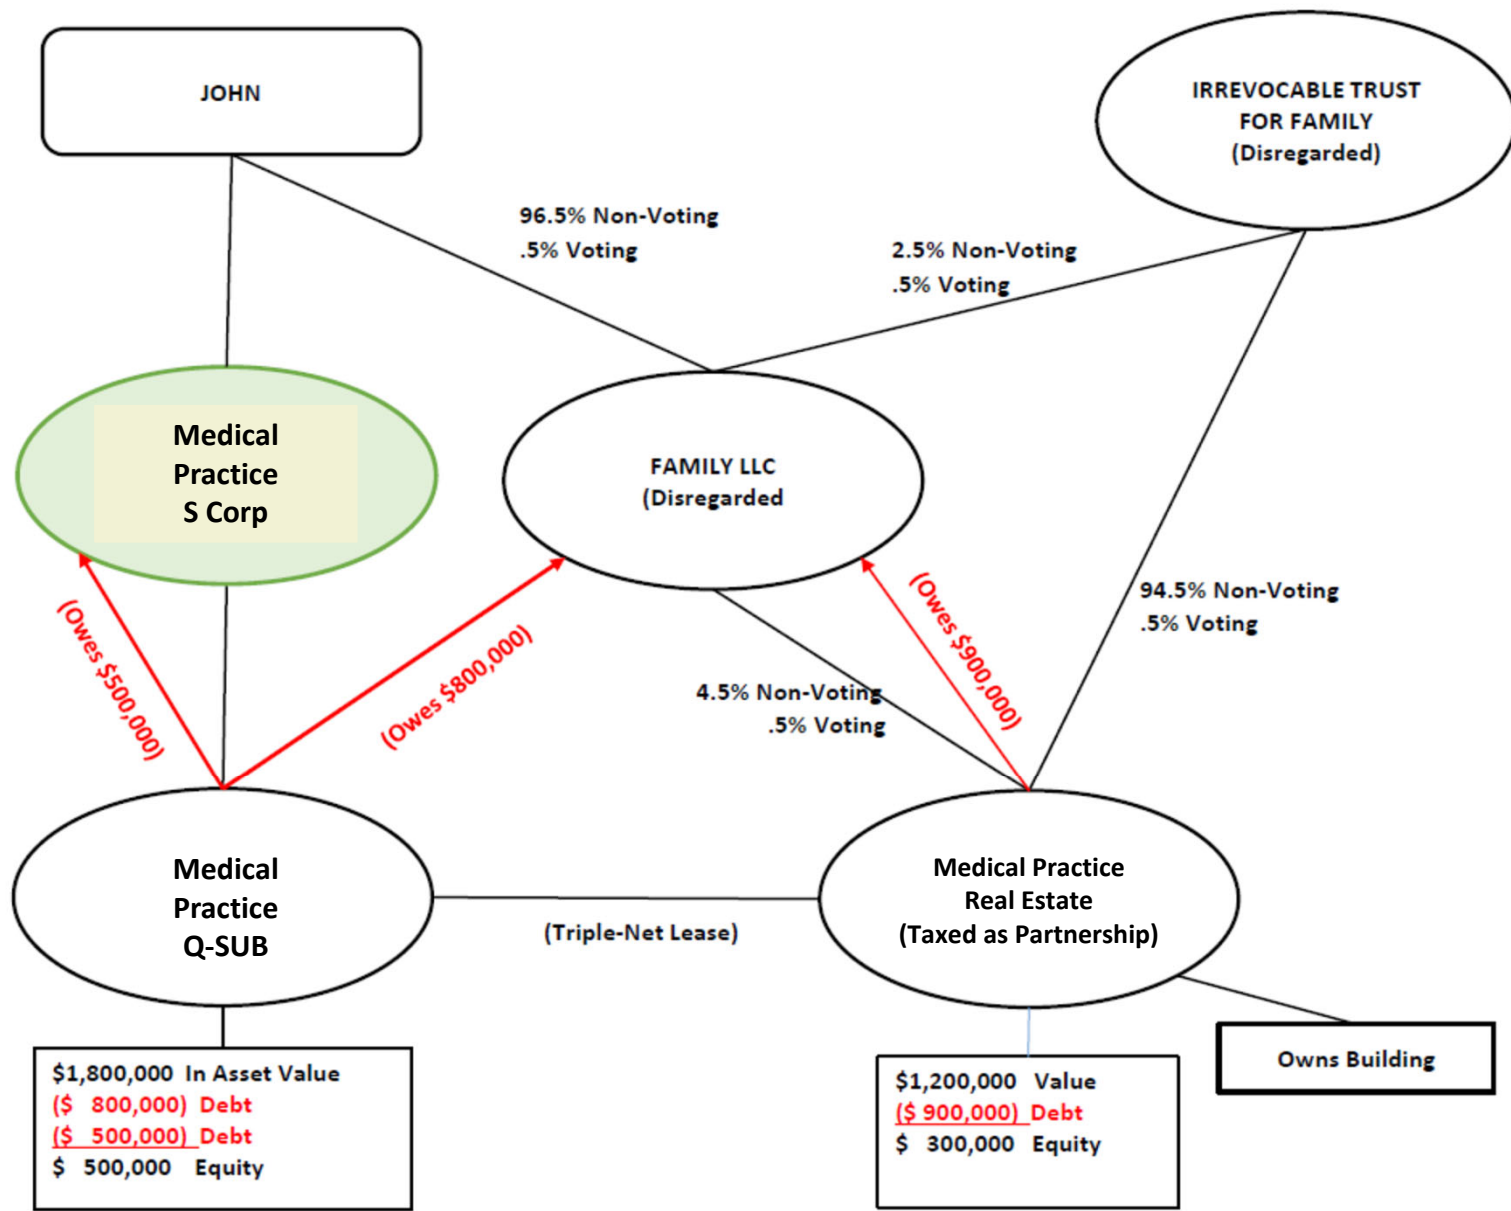 JOHN
IRREVOCABLE TRUST
FOR FAMILY
(Disregarded)
96.5% Non-Voting
.5% Voting
2.5% Non-Voting
.5% Voting
Medical
Practice
S Corp
FAMILY LLC
(Disregarded
(Owes $500,000)
(Owes $800,000)
(Owes $900,000)
94.5% Non-Voting
.5% Voting
4.5% Non-Voting
.5% Voting
Medical
Practice
Q-SUB
(Triple-Net Lease)
Medical Practice
Real Estate
(Taxed as Partnership)
$1,800,000 In Asset Value
($ 800,000) Debt
($ 500,000) Debt
$ 500,000 Equity
$1,200,000 Value
($ 900,000) Debt
$ 300,000 Equity
Owns Building